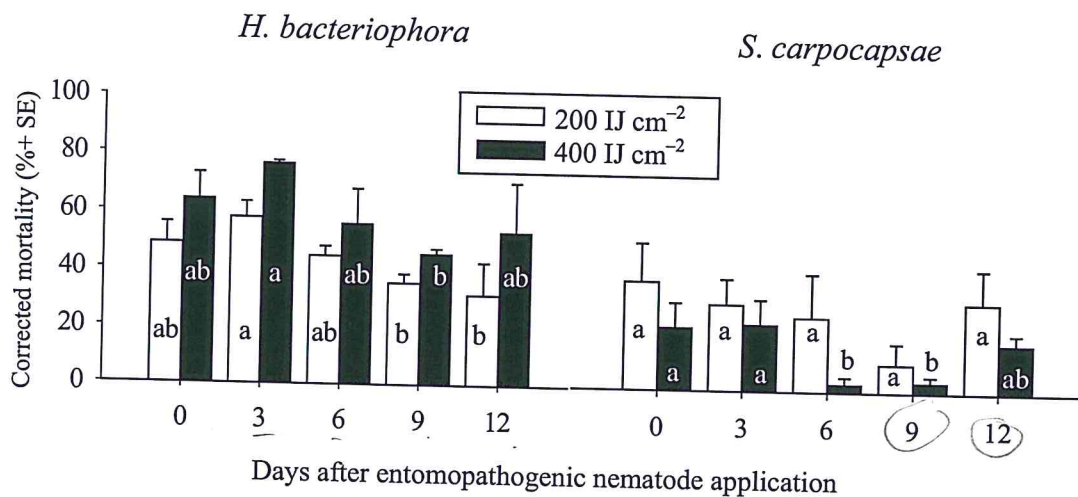 H. bacteriophora
S. carpocapsae
Corrected mortality (%+ SE)
100
80
60
40
20
0
200 IJ cm⁻²
400 IJ cm⁻²
ab ab a a ab ab b b b ab
a a a a a b a b a ab
0 3 6 9 12 0 3 6 9 12
Days after entomopathogenic nematode application